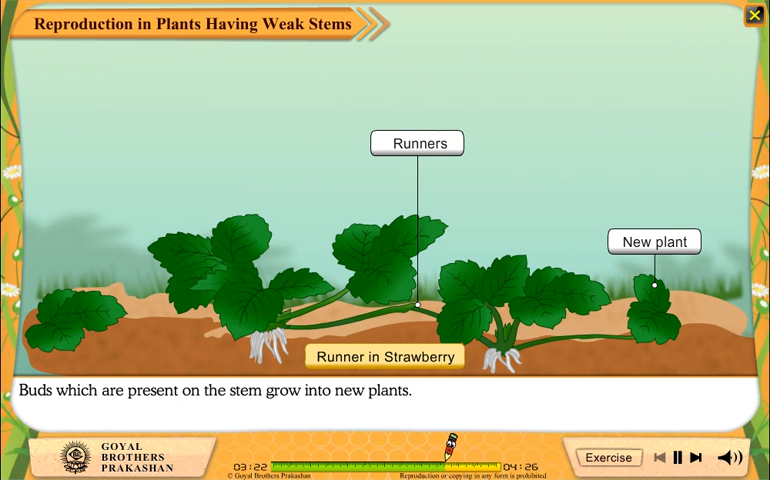 Reproduction in Plants Having Weak Stems
Runners
New plant
Runner in Strawberry
Buds which are present on the stem grow into new plants.
GOYAL
BROTHERS
PRAKASHAN
03:22
04:26
© Goyal Brothers Prakashan
Reproduction or copying in any form is prohibited
Exercise